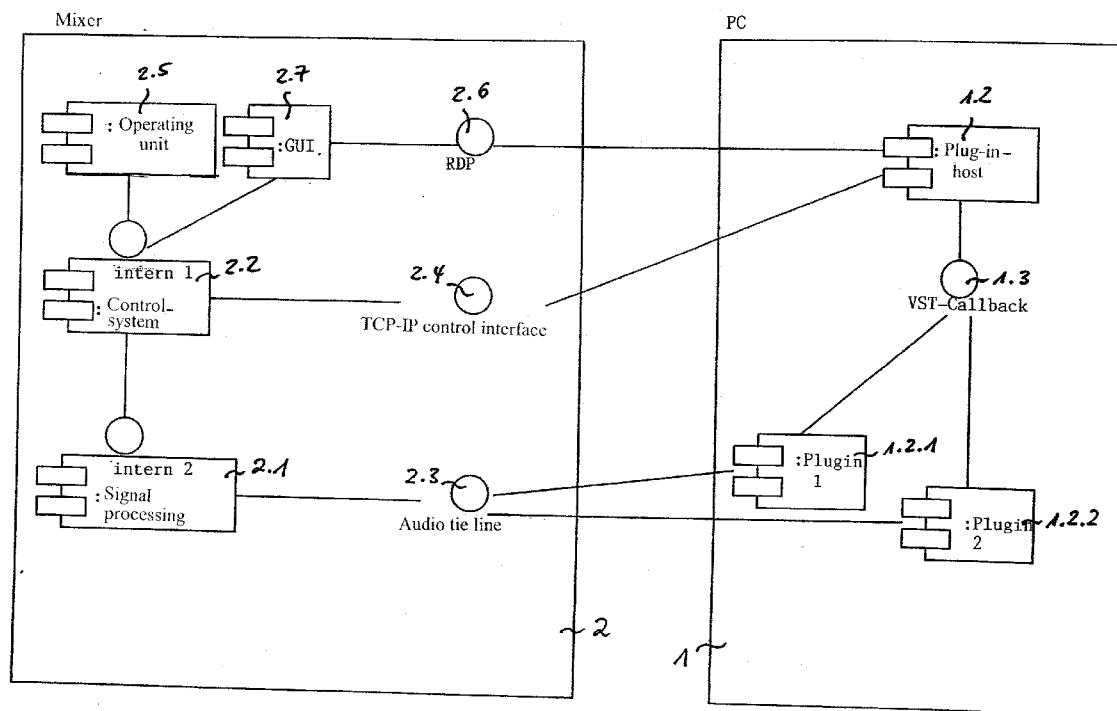 Mixer
PC
2.5
2.7
2.6
1.2
: Operating
unit
:GUI.
RDP
: Plug-in-
host
intern 1
2.2
: Control-
system
2.4
TCP-IP control interface
1.3
VST-Callback
intern 2
2.1
: Signal
processing
2.3
Audio tie line
:Plugin
1
1.2.1
:Plugin
2
1.2.2
2
1